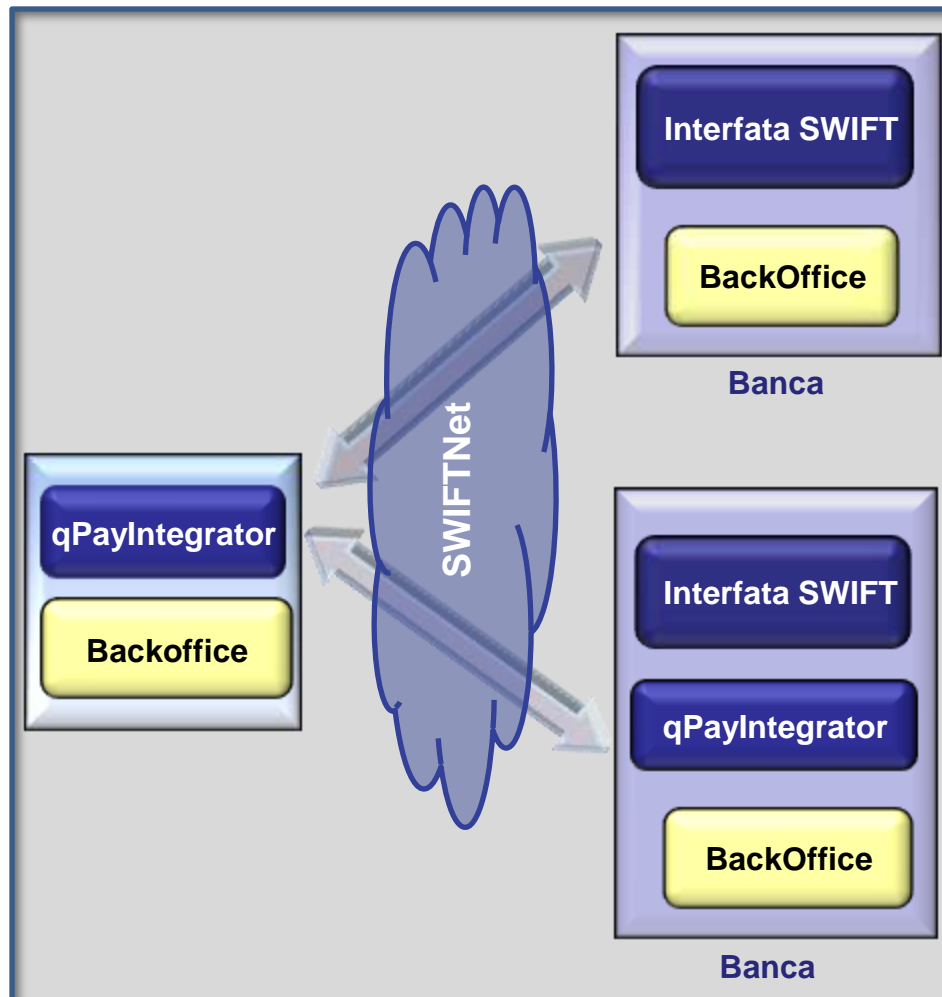 Interfata SWIFT
BackOffice
Banca
SWIFTNet
qPayIntegrator
Backoffice
Interfata SWIFT
qPayIntegrator
BackOffice
Banca